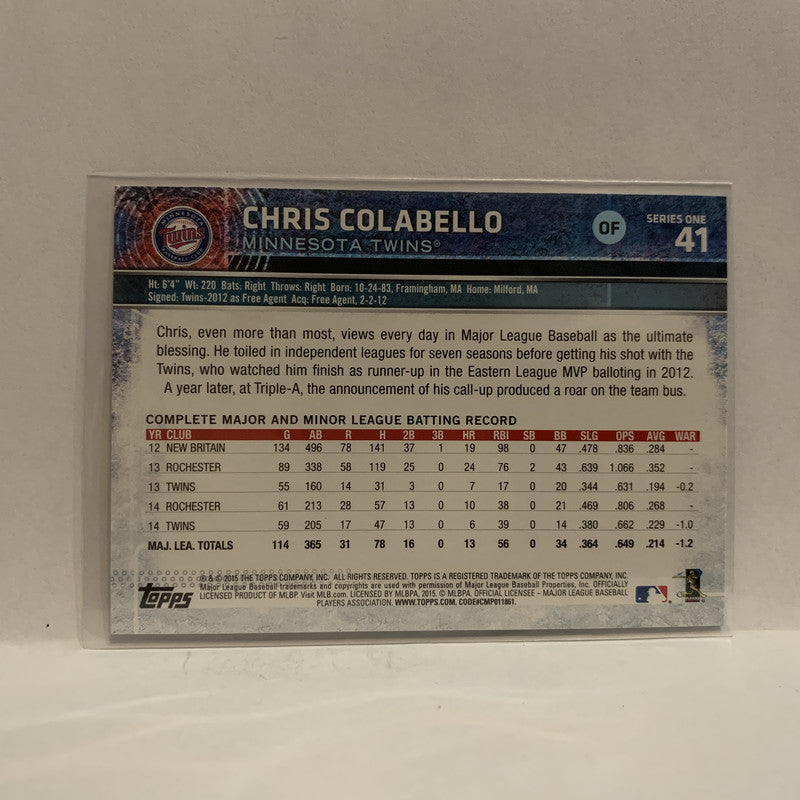 MINNESOTA
Twins
BASEBALL CLUB
CHRIS COLABELLO
MINNESOTA TWINS®
OF
SERIES ONE
41
Ht: 6'4" Wt: 220 Bats: Right Throws: Right Born: 10-24-83, Framingham, MA Home: Milford, MA
Signed: Twins-2012 as Free Agent Acq: Free Agent, 2-2-12
Chris, even more than most, views every day in Major League Baseball as the ultimate
blessing. He toiled in independent leagues for seven seasons before getting his shot with the
Twins, who watched him finish as runner-up in the Eastern League MVP balloting in 2012.
A year later, at Triple-A, the announcement of his call-up produced a roar on the team bus.
COMPLETE MAJOR AND MINOR LEAGUE BATTING RECORD
YR CLUB G AB R H 2B 3B HR RBI SB BB SLG OPS AVG WAR
12 NEW BRITAIN 134 496 78 141 37 1 19 98 0 47 .478 .836 .284 -
13 ROCHESTER 89 338 58 119 25 0 24 76 2 43 .639 1.066 .352 -
13 TWINS 55 160 14 31 3 0 7 17 0 20 .344 .631 .194 -0.2
14 ROCHESTER 61 213 28 57 13 0 10 38 0 21 .469 .806 .268 -
14 TWINS 59 205 17 47 13 0 6 39 0 14 .380 .662 .229 -1.0
MAJ. LEA. TOTALS 114 365 31 78 16 0 13 56 0 34 .364 .649 .214 -1.2
Topps
® & © 2015 THE TOPPS COMPANY, INC. ALL RIGHTS RESERVED. TOPPS IS A REGISTERED TRADEMARK OF THE TOPPS COMPANY, INC.
Major League Baseball trademarks and copyrights are used with permission of Major League Baseball Properties, Inc. OFFICIALLY
LICENSED PRODUCT OF MLBP. Visit MLB.com. LICENSED BY MLBPA, 2015. © MLBPA. OFFICIAL LICENSEE - MAJOR LEAGUE BASEBALL
PLAYERS ASSOCIATION. WWW.TOPPS.COM. CODE#CMP011861.